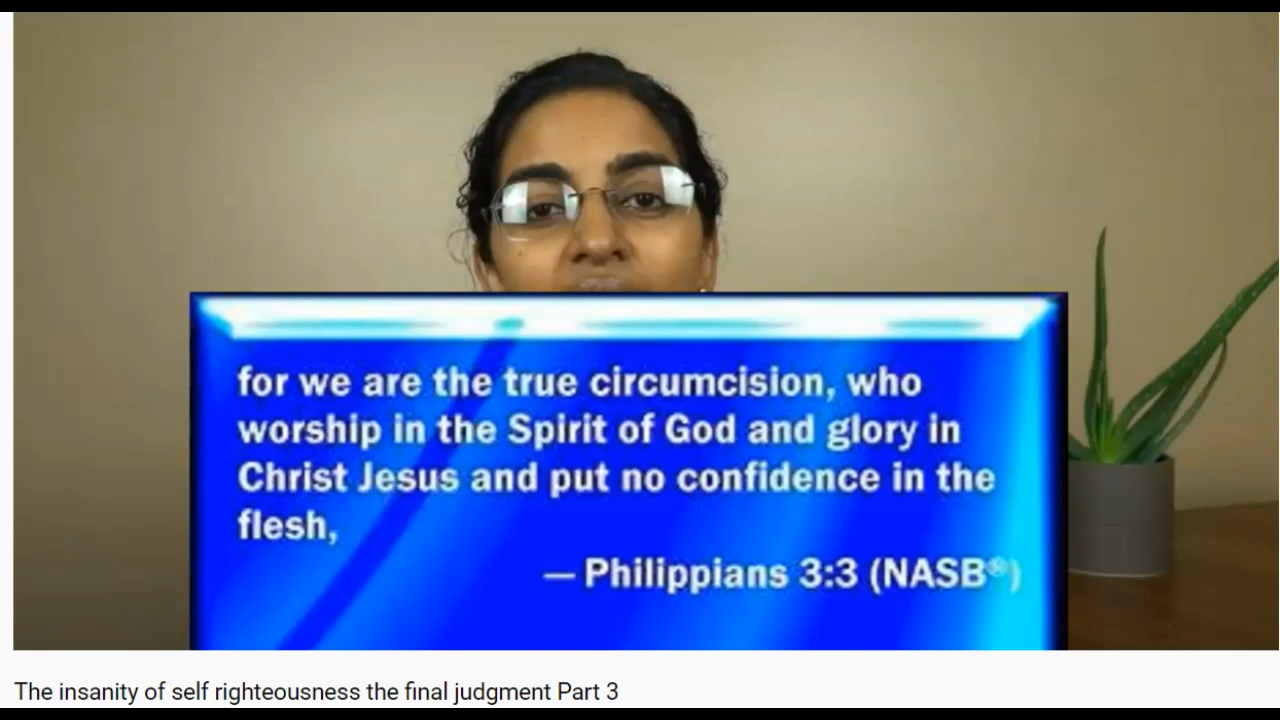 for we are the true circumcision, who
worship in the Spirit of God and glory in
Christ Jesus and put no confidence in the
flesh,
— Philippians 3:3 (NASB®)
The insanity of self righteousness the final judgment Part 3